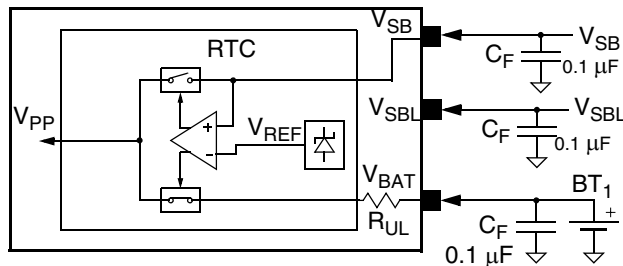 RTC
V_SB
V_SB
C_F
0.1 μF
+
-
V_PP
V_REF
V_SBL
V_SBL
C_F
0.1 μF
V_BAT
R_UL
BT_1
+
C_F
0.1 μF